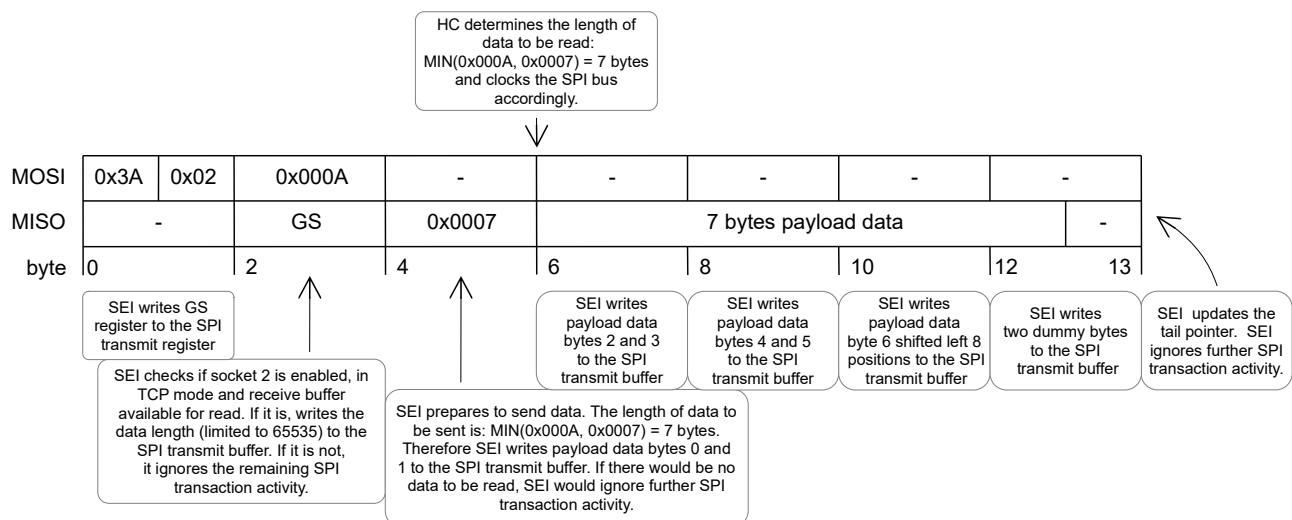 HC determines the length of
data to be read:
MIN(0x000A, 0x0007) = 7 bytes
and clocks the SPI bus
accordingly.
MOSI 0x3A 0x02 0x000A - - - - -
MISO - GS 0x0007 7 bytes payload data -
byte 0 2 4 6 8 10 12 13
SEI writes GS
register to the SPI
transmit register
SEI checks if socket 2 is enabled, in
TCP mode and receive buffer
available for read. If it is, writes the
data length (limited to 65535) to the
SPI transmit buffer. If it is not,
it ignores the remaining SPI
transaction activity.
SEI prepares to send data. The length of data to
be sent is: MIN(0x000A, 0x0007) = 7 bytes.
Therefore SEI writes payload data bytes 0 and
1 to the SPI transmit buffer. If there would be no
data to be read, SEI would ignore further SPI
transaction activity.
SEI writes
payload data
bytes 2 and 3
to the SPI
transmit buffer
SEI writes
payload data
bytes 4 and 5
to the SPI
transmit buffer
SEI writes
payload data
byte 6 shifted left 8
positions to the SPI
transmit buffer
SEI writes
two dummy bytes
to the SPI
transmit buffer
SEI updates the
tail pointer. SEI
ignores further SPI
transaction activity.